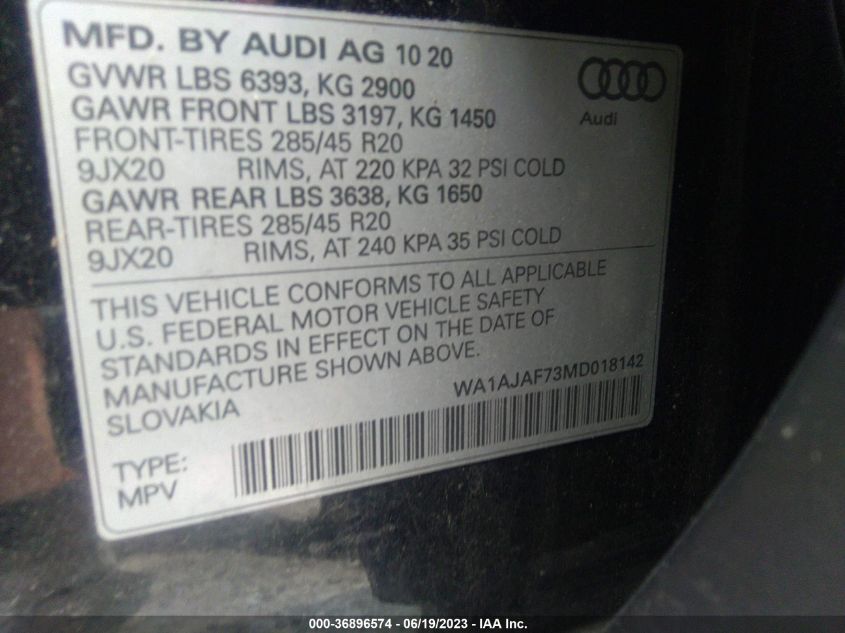 MFD. BY AUDI AG 10 20
GVWR LBS 6393, KG 2900
GAWR FRONT LBS 3197, KG 1450
FRONT-TIRES 285/45 R20
9JX20 RIMS, AT 220 KPA 32 PSI COLD
GAWR REAR LBS 3638, KG 1650
REAR-TIRES 285/45 R20
9JX20 RIMS, AT 240 KPA 35 PSI COLD
Audi
THIS VEHICLE CONFORMS TO ALL APPLICABLE
U.S. FEDERAL MOTOR VEHICLE SAFETY
STANDARDS IN EFFECT ON THE DATE OF
MANUFACTURE SHOWN ABOVE.
SLOVAKIA
WA1AJAF73MD018142
TYPE:
MPV
000-36896574 - 06/19/2023 - IAA Inc.